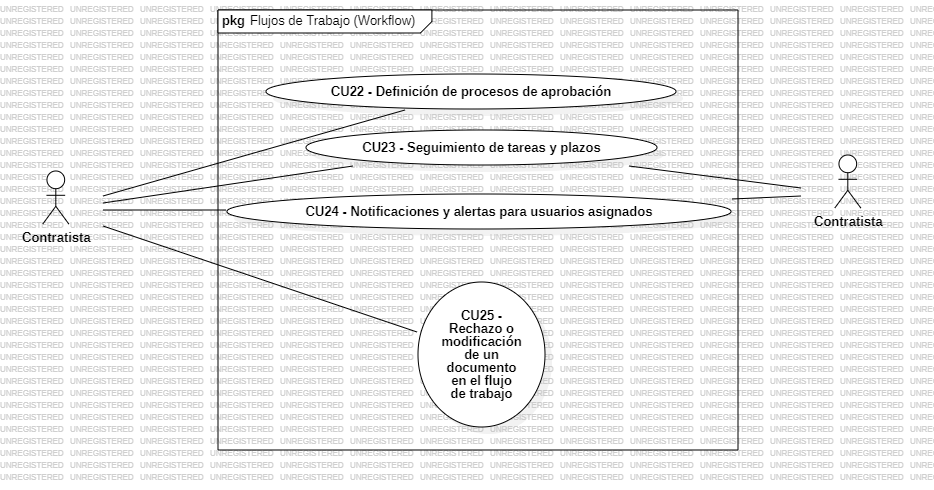 pkg Flujos de Trabajo (Workflow)
CU22 - Definición de procesos de aprobación
CU23 - Seguimiento de tareas y plazos
CU24 - Notificaciones y alertas para usuarios asignados
Contratista
Contratista
CU25 -
Rechazo o
modificación
de un
documento
en el flujo
de trabajo
UNREGISTERED